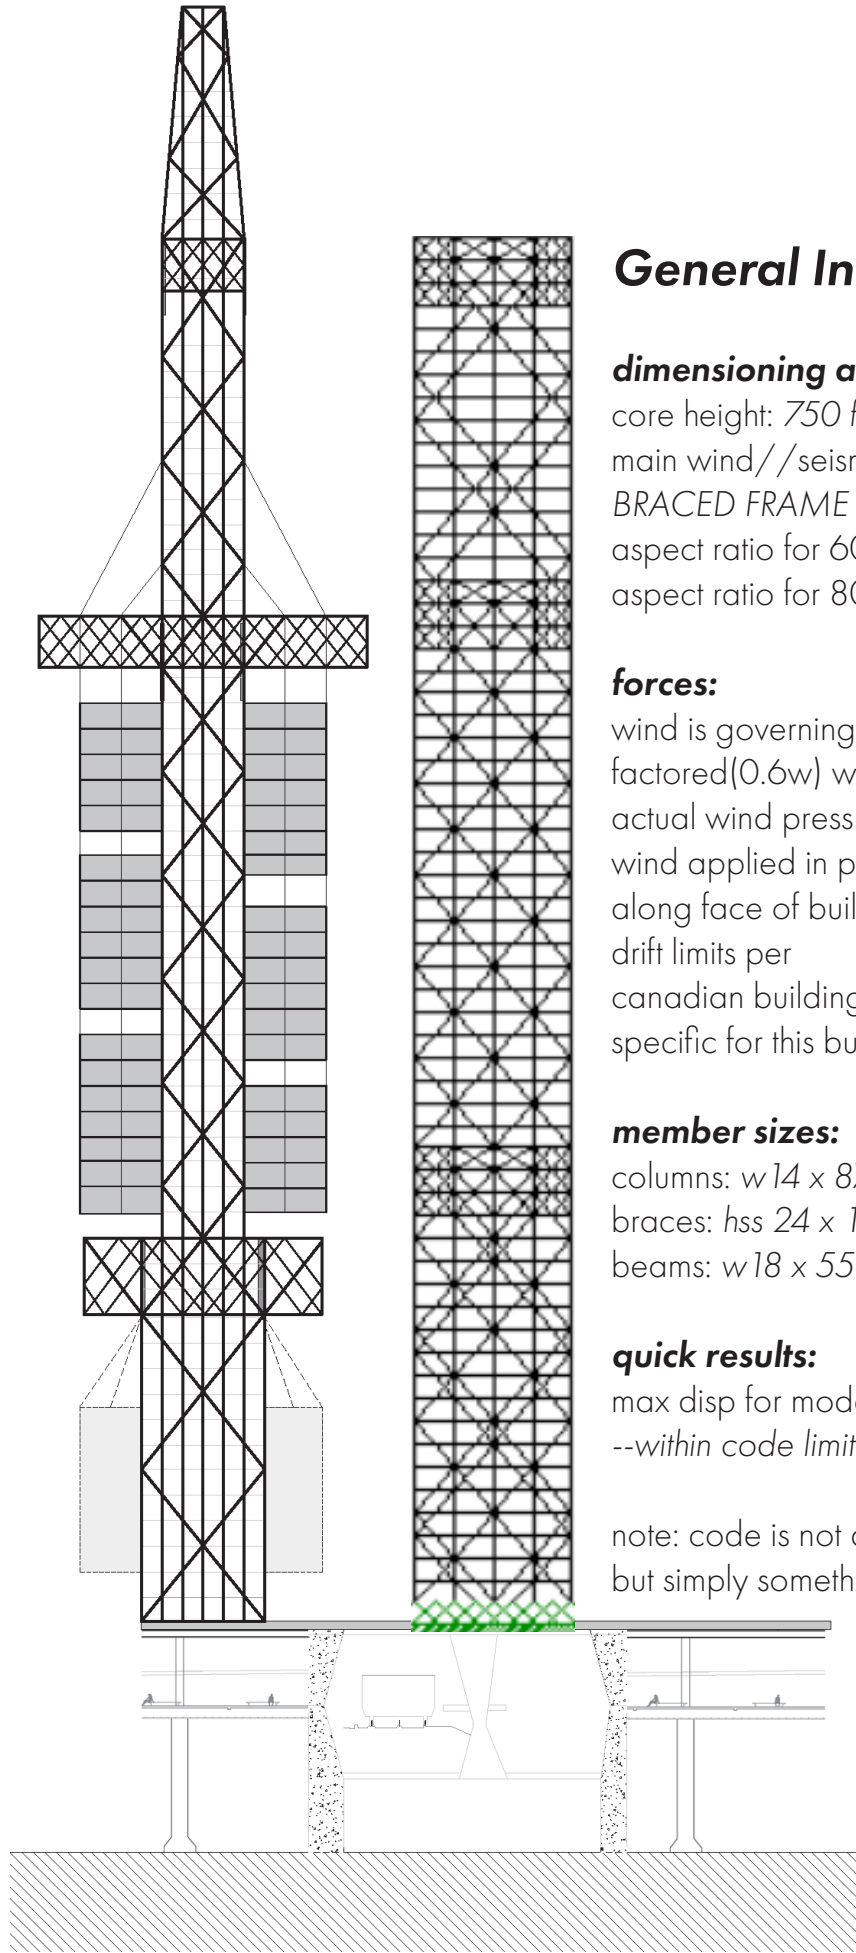 General In
dimensioning a
core height: 750 f
main wind//seisr
BRACED FRAME
aspect ratio for 60
aspect ratio for 80
forces:
wind is governing
factored(0.6w) w
actual wind press
wind applied in p
along face of buil
drift limits per
canadian building
specific for this bu
member sizes:
columns: w14 x 8
braces: hss 24 x 1
beams: w18 x 55
quick results:
max disp for mod
--within code limit
note: code is not
but simply someth